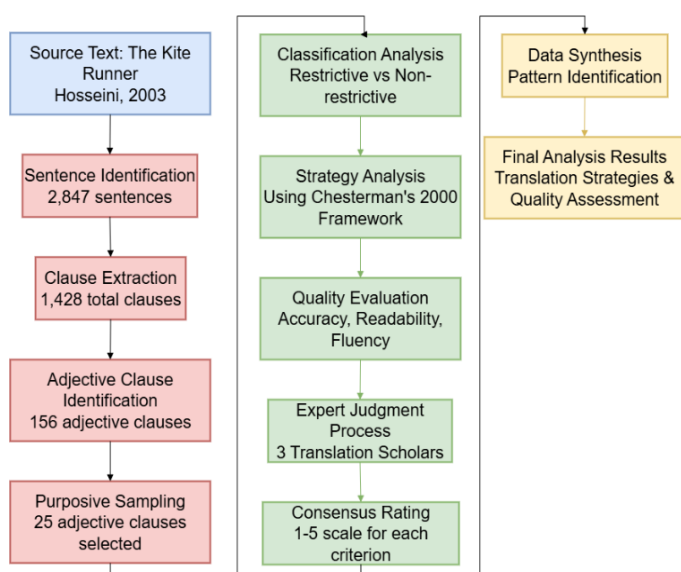 Source Text: The Kite
Runner
Hosseini, 2003
Sentence Identification
2,847 sentences
Clause Extraction
1,428 total clauses
Adjective Clause
Identification
156 adjective clauses
Purposive Sampling
25 adjective clauses
selected
Classification Analysis
Restrictive vs Non-
restrictive
Strategy Analysis
Using Chesterman's 2000
Framework
Quality Evaluation
Accuracy, Readability,
Fluency
Expert Judgment
Process
3 Translation Scholars
Consensus Rating
1-5 scale for each
criterion
Data Synthesis
Pattern Identification
Final Analysis Results
Translation Strategies &
Quality Assessment